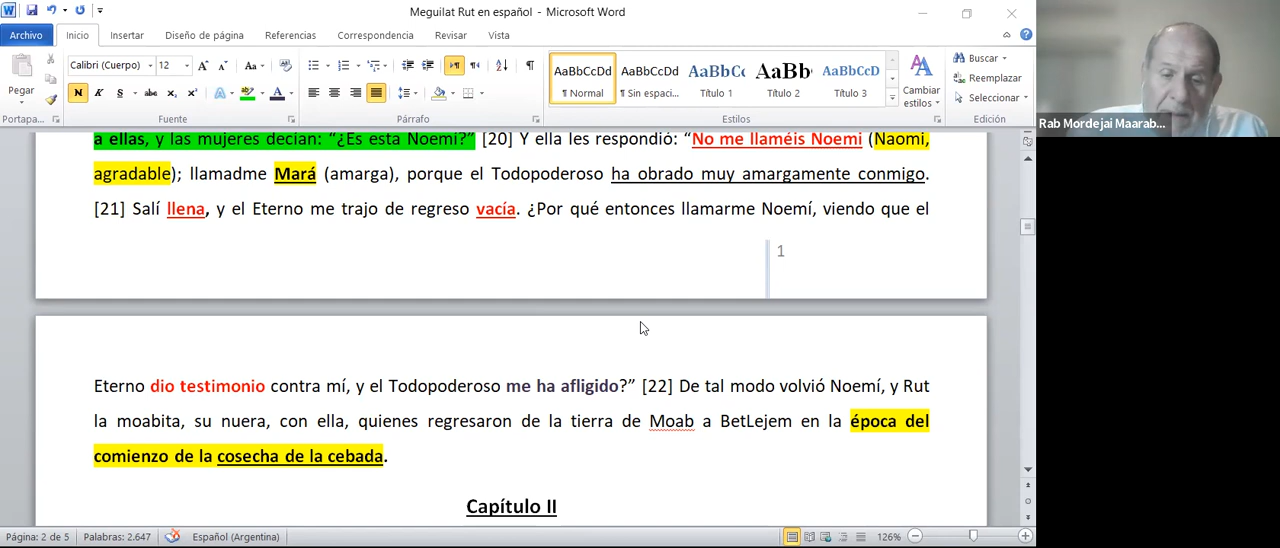 Meguilat Rut en español - Microsoft Word
Archivo Inicio Insertar Diseño de página Referencias Correspondencia Revisar Vista
Calibri (Cuerpo) 12 Aa AaBbCcDd AaBbCcDd AaBbCc AaBb AaBbCcD Buscar
Pegar N K S abc x₂ x² A A ¶ Normal ¶ Sin espaci... Título 1 Título 2 Título 3 Cambiar estilos Reemplazar
Seleccionar
Portapa... Fuente Párrafo Estilos Edición
a ellas, y las mujeres decían: “¿Es esta Noemí?” [20] Y ella les respondió: “No me llaméis Noemi (Naomi,
agradable); llamadme Mará (amarga), porque el Todopoderoso ha obrado muy amargamente conmigo.
[21] Salí llena, y el Eterno me trajo de regreso vacía. ¿Por qué entonces llamarme Noemí, viendo que el
1
Eterno dio testimonio contra mí, y el Todopoderoso me ha afligido?” [22] De tal modo volvió Noemí, y Rut
la moabita, su nuera, con ella, quienes regresaron de la tierra de Moab a BetLejem en la época del
comienzo de la cosecha de la cebada.
Capítulo II
Página: 2 de 5 Palabras: 2.647 Español (Argentina) 126%
Rab Mordejai Maarab...